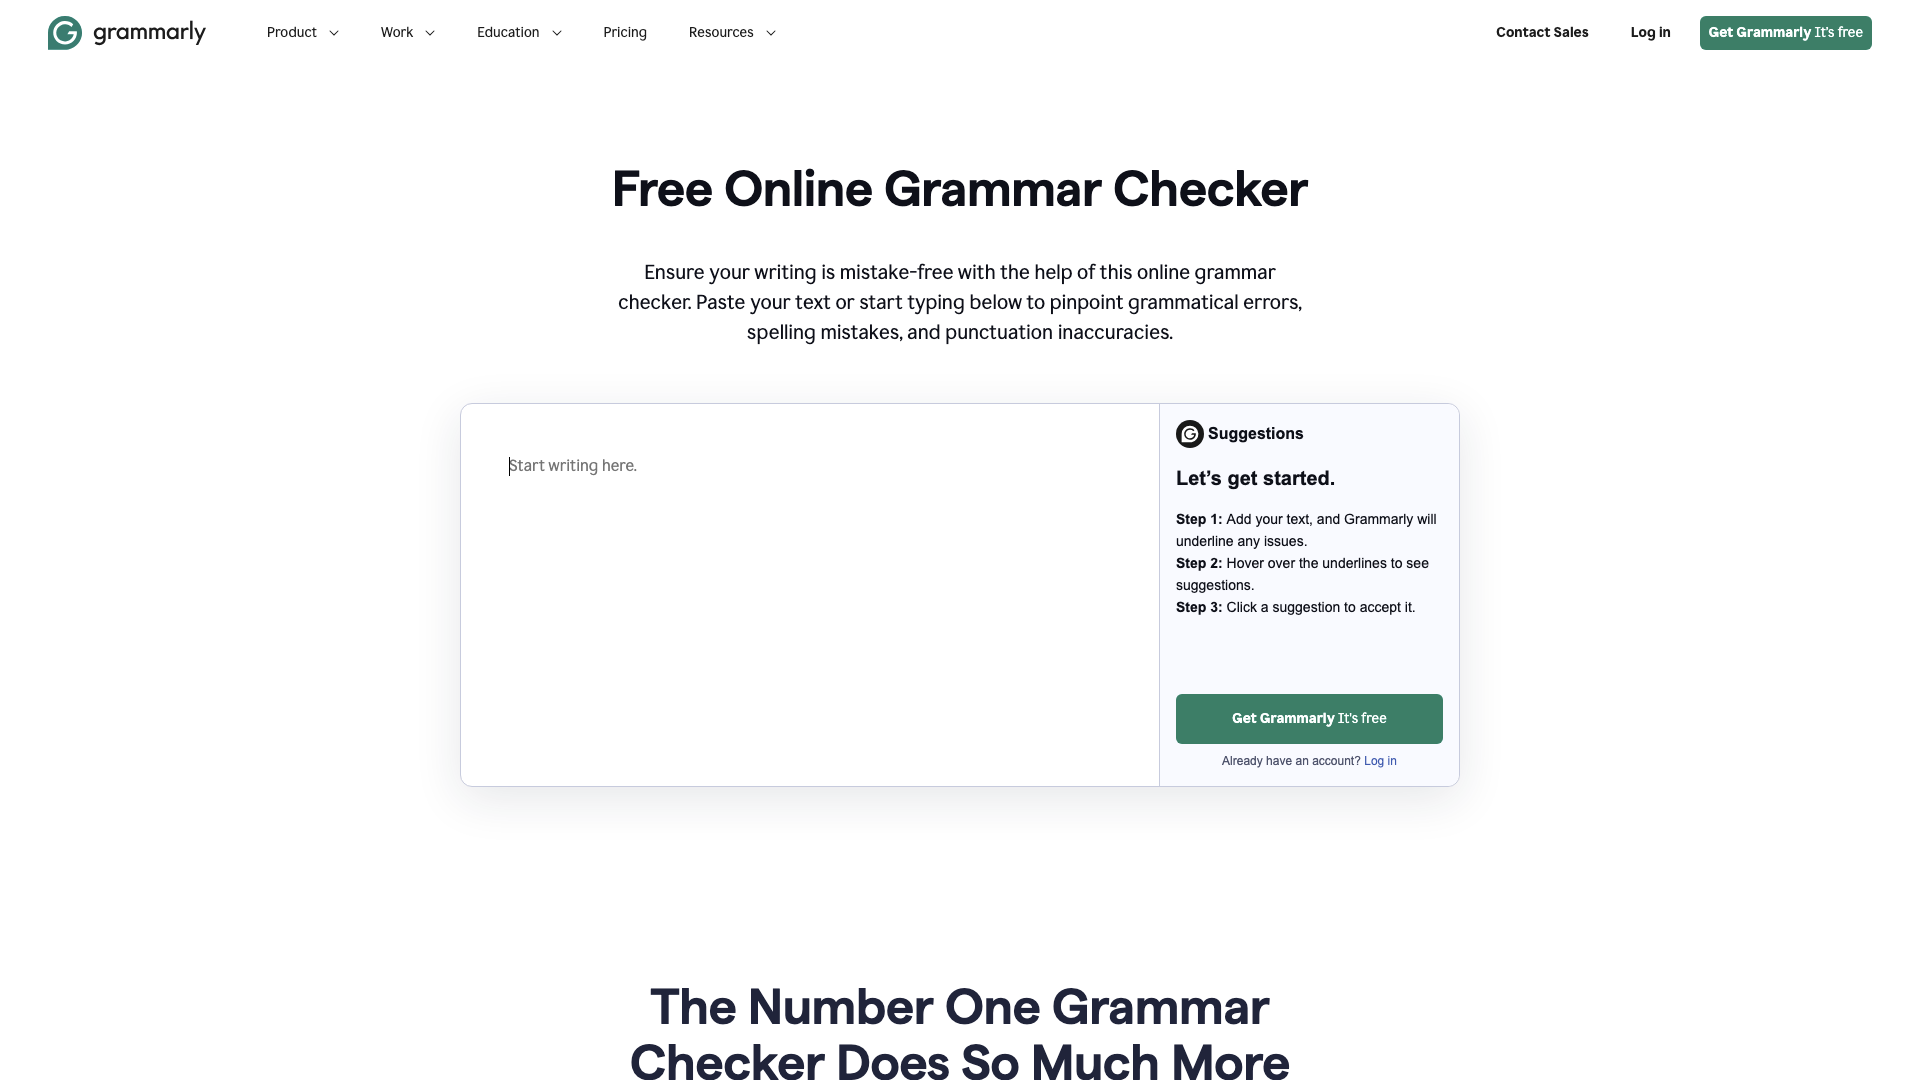 grammarly
Product
Work
Education
Pricing
Resources
Contact Sales
Log in
Get Grammarly It's free
Free Online Grammar Checker
Ensure your writing is mistake-free with the help of this online grammar
checker. Paste your text or start typing below to pinpoint grammatical errors,
spelling mistakes, and punctuation inaccuracies.
Start writing here.
Suggestions
Let’s get started.
Step 1: Add your text, and Grammarly will
underline any issues.
Step 2: Hover over the underlines to see
suggestions.
Step 3: Click a suggestion to accept it.
Get Grammarly It's free
Already have an account? Log in
The Number One Grammar
Checker Does So Much More